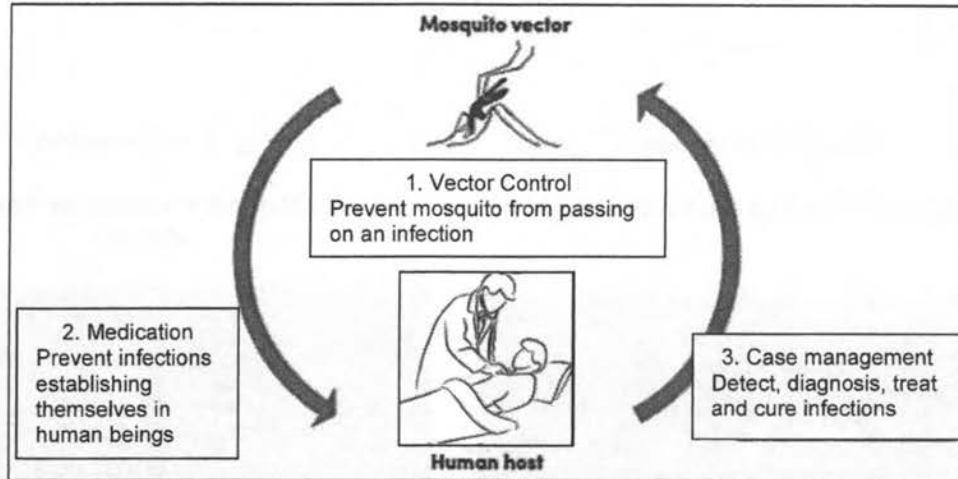 Mosquito vector
1. Vector Control
Prevent mosquito from passing
on an infection
2. Medication
Prevent infections
establishing
themselves in
human beings
3. Case management
Detect, diagnosis, treat
and cure infections
Human host